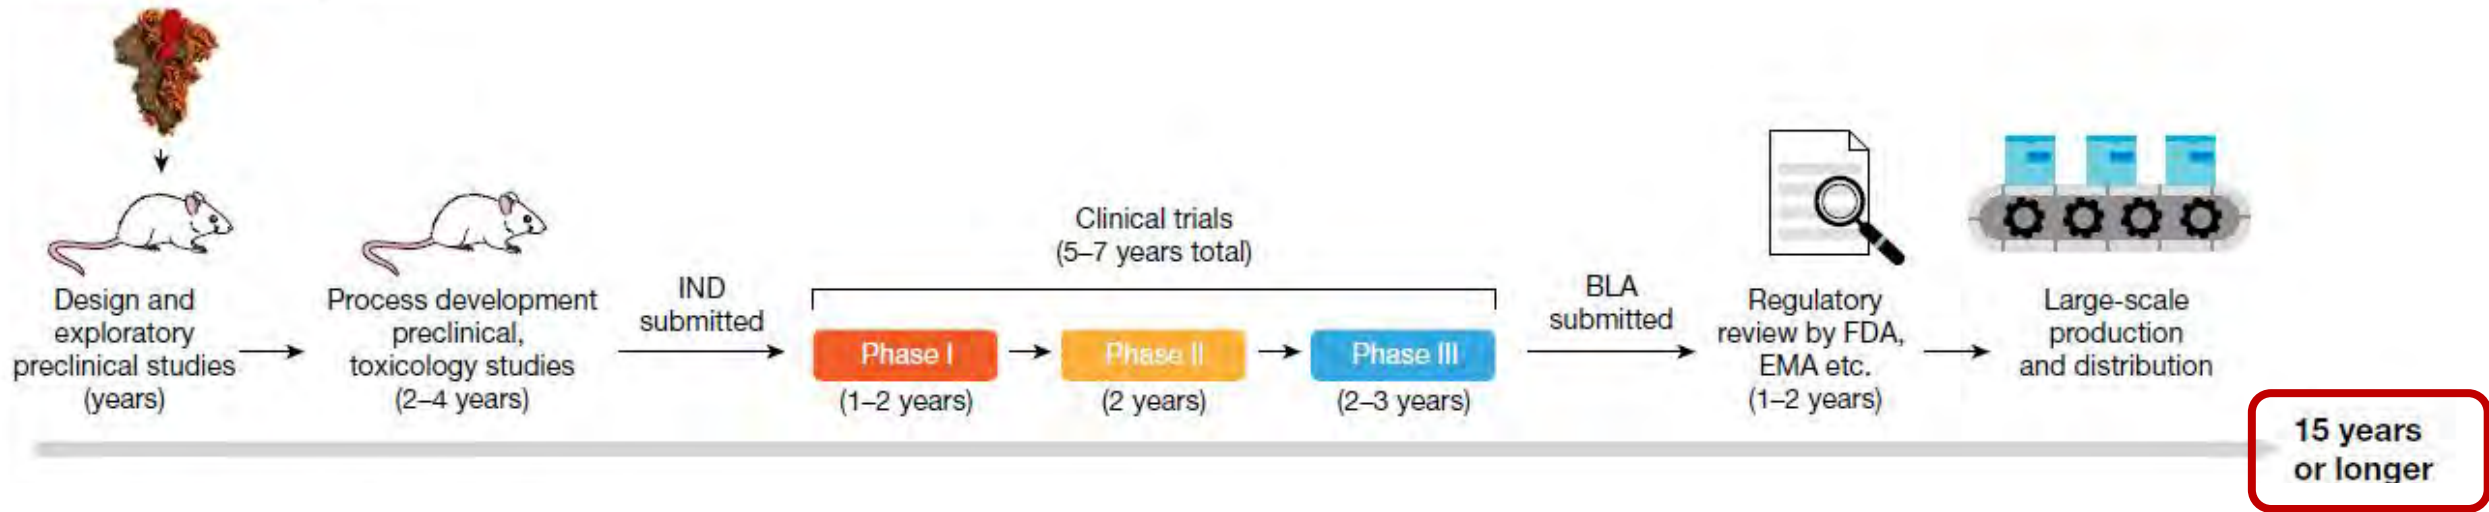 Design and
exploratory
preclinical studies
(years)
Process development
preclinical,
toxicology studies
(2–4 years)
IND
submitted
Clinical trials
(5–7 years total)
Phase I
(1–2 years)
Phase II
(2 years)
Phase III
(2–3 years)
BLA
submitted
Regulatory
review by FDA,
EMA etc.
(1–2 years)
Large-scale
production
and distribution
15 years
or longer